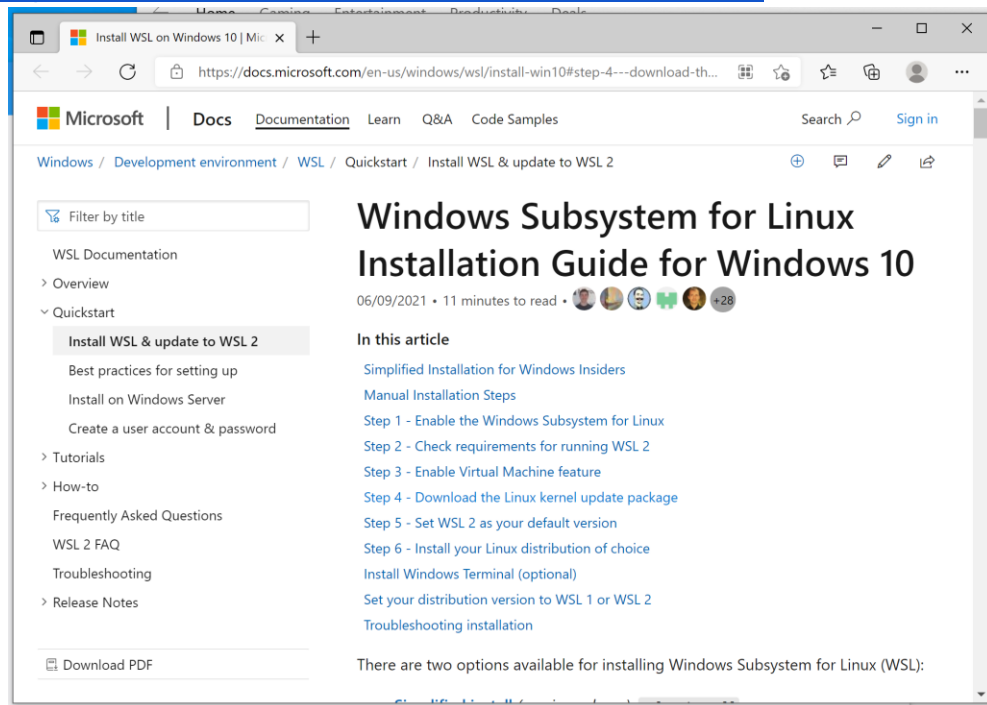 Home Gaming Entertainment Productivity Deals
Install WSL on Windows 10 | Mic
https://docs.microsoft.com/en-us/windows/wsl/install-win10#step-4---download-th...
Microsoft | Docs Documentation Learn Q&A Code Samples Search Sign in
Windows / Development environment / WSL / Quickstart / Install WSL & update to WSL 2
Filter by title
WSL Documentation
Overview
Quickstart
Install WSL & update to WSL 2
Best practices for setting up
Install on Windows Server
Create a user account & password
Tutorials
How-to
Frequently Asked Questions
WSL 2 FAQ
Troubleshooting
Release Notes
Download PDF
Windows Subsystem for Linux
Installation Guide for Windows 10
06/09/2021 • 11 minutes to read • +28
In this article
Simplified Installation for Windows Insiders
Manual Installation Steps
Step 1 - Enable the Windows Subsystem for Linux
Step 2 - Check requirements for running WSL 2
Step 3 - Enable Virtual Machine feature
Step 4 - Download the Linux kernel update package
Step 5 - Set WSL 2 as your default version
Step 6 - Install your Linux distribution of choice
Install Windows Terminal (optional)
Set your distribution version to WSL 1 or WSL 2
Troubleshooting installation
There are two options available for installing Windows Subsystem for Linux (WSL):
Simplified install